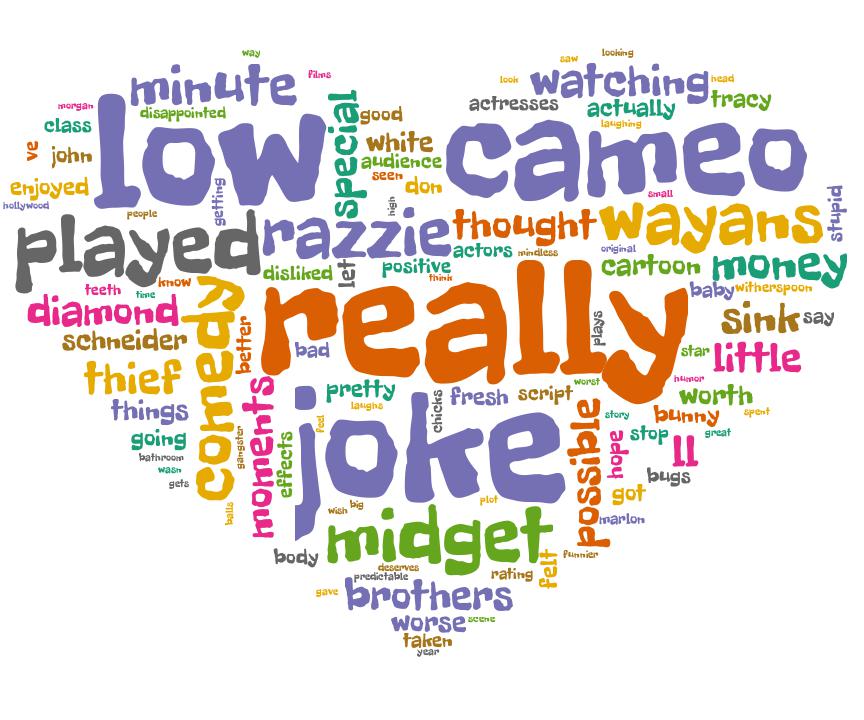 way
looking
saw
films
minute
look
watching
head
morgan
disappointed
special
good
actresses
actually
tracy
class
low
white
laughing
cameo
ve
john
audience
seen
don
enjoyed
getting
high
small
hollywood
people
stupid
played
razzie
thought
wayans
actors
mindless
original
disliked
let
positive
cartoon
money
think
teeth
know
time
comedy
really
baby
witherspoon
diamond
better
plays
sink
say
schneider
bad
star
little
thief
worst
humor
moments
pretty
fresh
script
worth
things
laughs
chicks
story
bunny
spent
feel
joke
possible
going
gangster
effects
hope
stop
great
ll
bathroom
wasn
bugs
gets
balls
wish
big
plot
got
marlon
midget
body
felt
funnier
deserves
predictable
rating
gave
brothers
worse
scene
taken
year